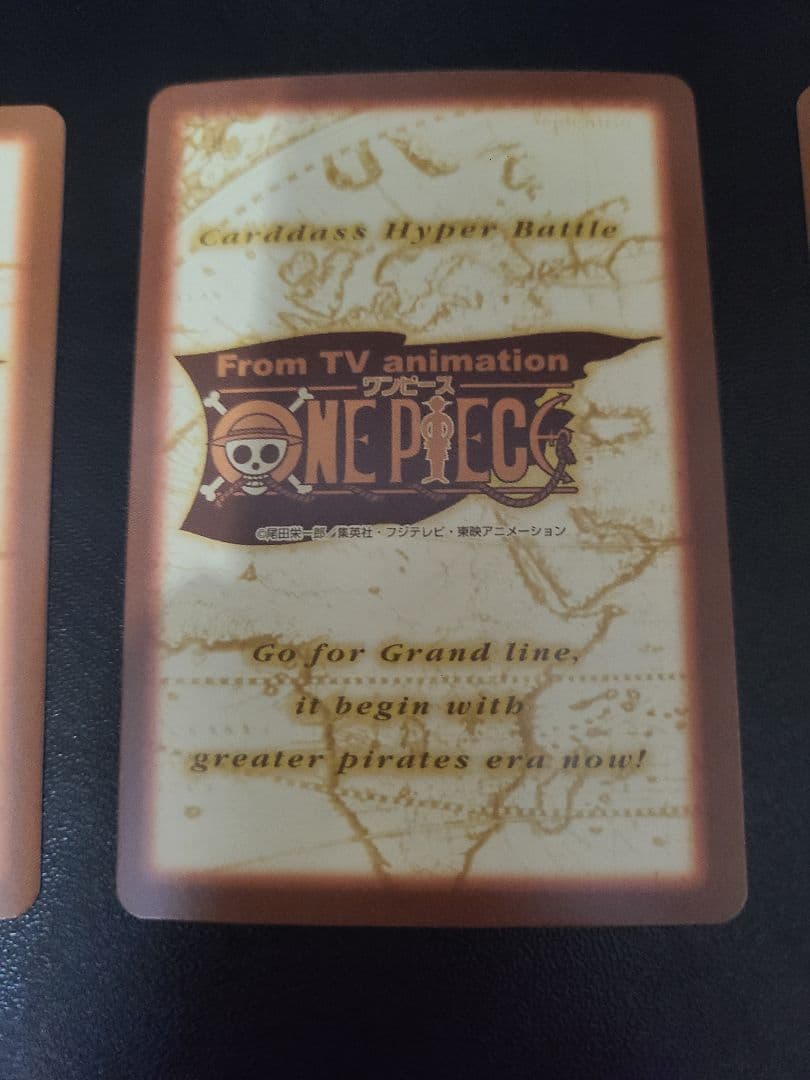 Carddass Hyper Battle
From TV animation
ワンピース
ONE PIECE
©尾田栄一郎／集英社・フジテレビ・東映アニメーション
Go for Grand line,
it begin with
greater pirates era now!